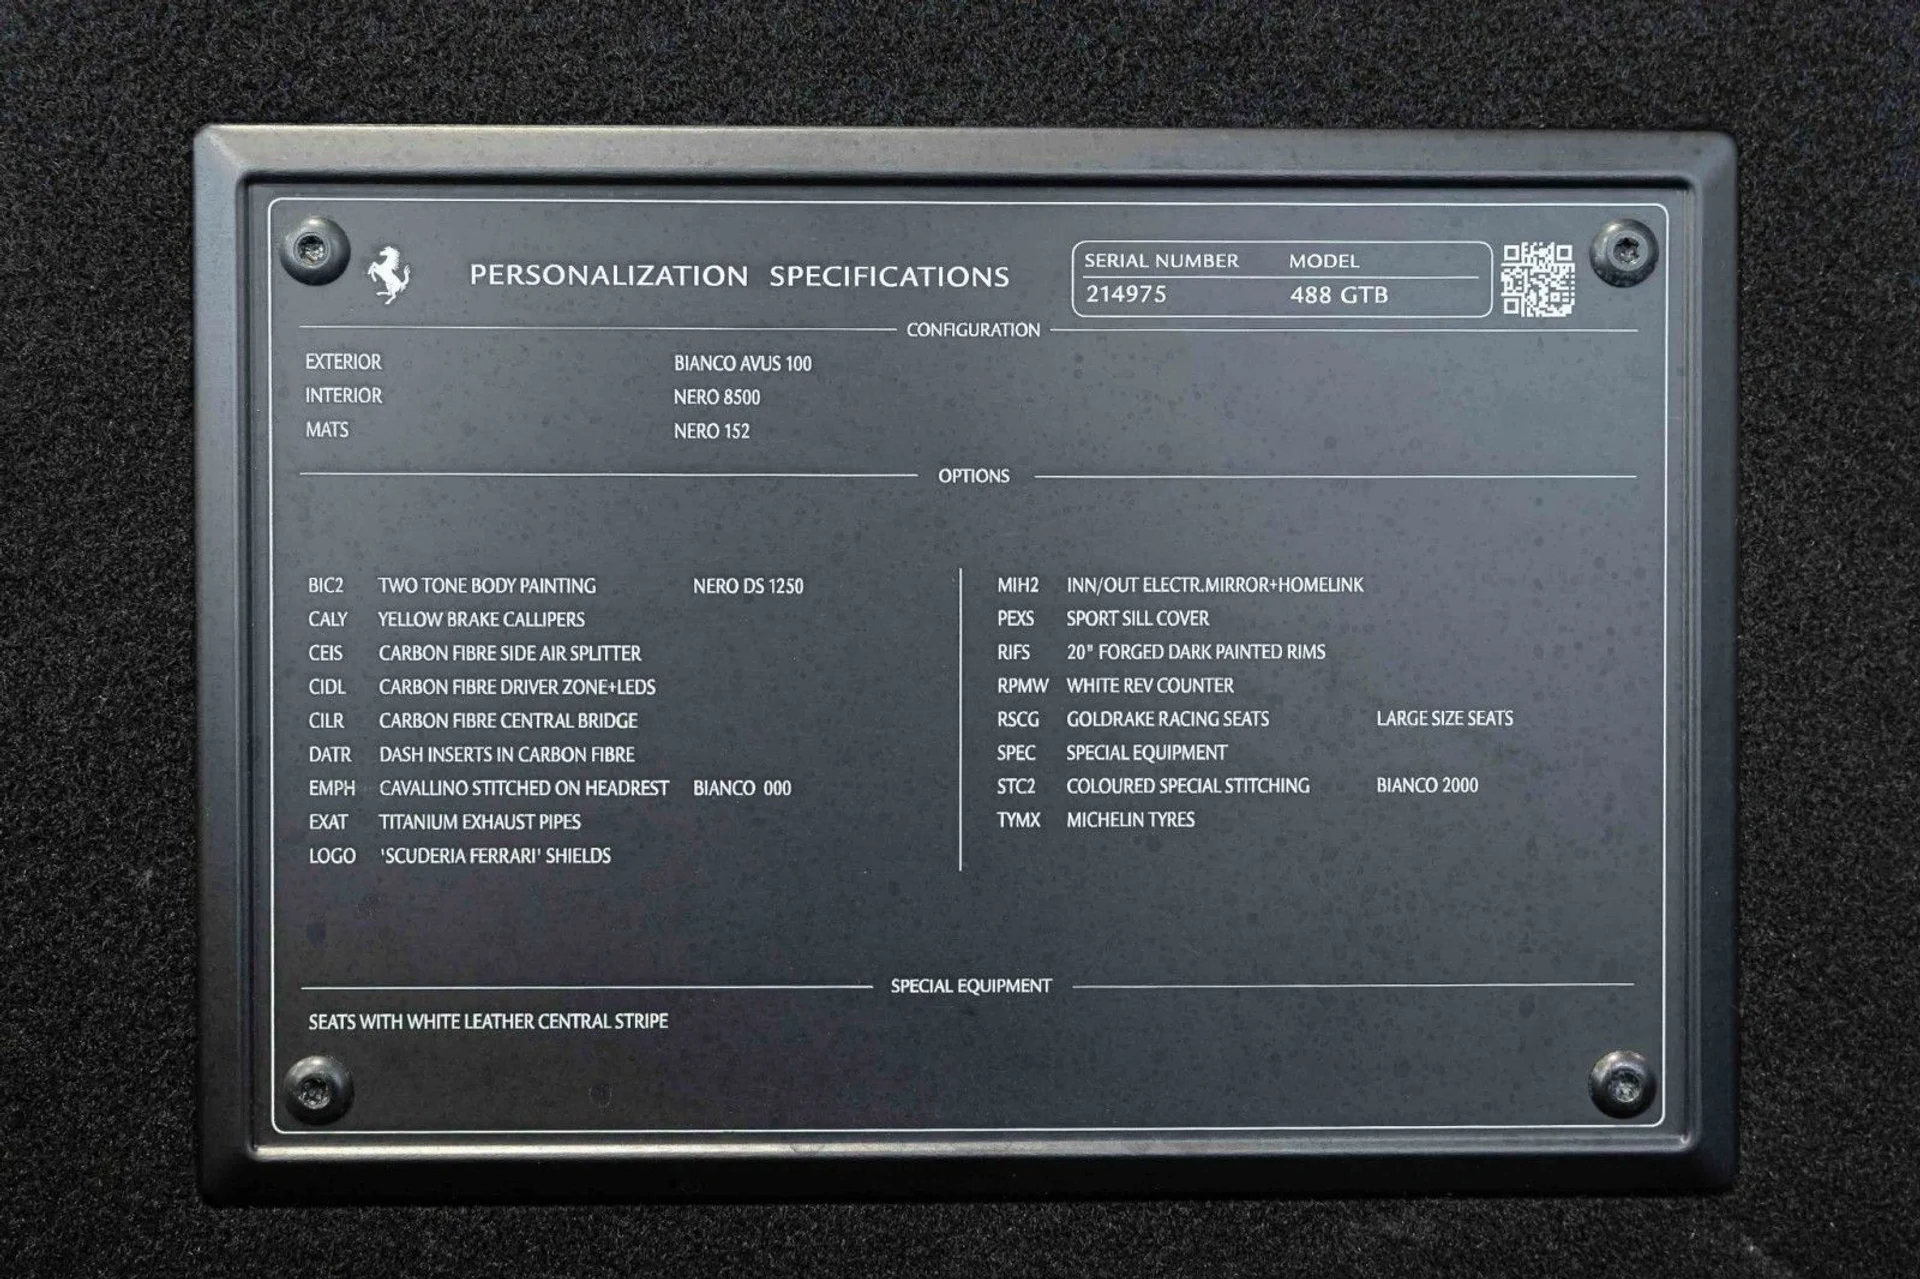 PERSONALIZATION SPECIFICATIONS
SERIAL NUMBER MODEL
214975 488 GTB
CONFIGURATION
EXTERIOR BIANCO AVUS 100
INTERIOR NERO 8500
MATS NERO 152
OPTIONS
BIC2 TWO TONE BODY PAINTING NERO DS 1250
CALY YELLOW BRAKE CALLIPERS
CEIS CARBON FIBRE SIDE AIR SPLITTER
CIDL CARBON FIBRE DRIVER ZONE+LEDS
CILR CARBON FIBRE CENTRAL BRIDGE
DATR DASH INSERTS IN CARBON FIBRE
EMPH CAVALLINO STITCHED ON HEADREST BIANCO 000
EXAT TITANIUM EXHAUST PIPES
LOGO 'SCUDERIA FERRARI' SHIELDS
MIH2 INN/OUT ELECTR.MIRROR+HOMELINK
PEXS SPORT SILL COVER
RIFS 20" FORGED DARK PAINTED RIMS
RPMW WHITE REV COUNTER
RSCG GOLDRAKE RACING SEATS LARGE SIZE SEATS
SPEC SPECIAL EQUIPMENT
STC2 COLOURED SPECIAL STITCHING BIANCO 2000
TYMX MICHELIN TYRES
SPECIAL EQUIPMENT
SEATS WITH WHITE LEATHER CENTRAL STRIPE